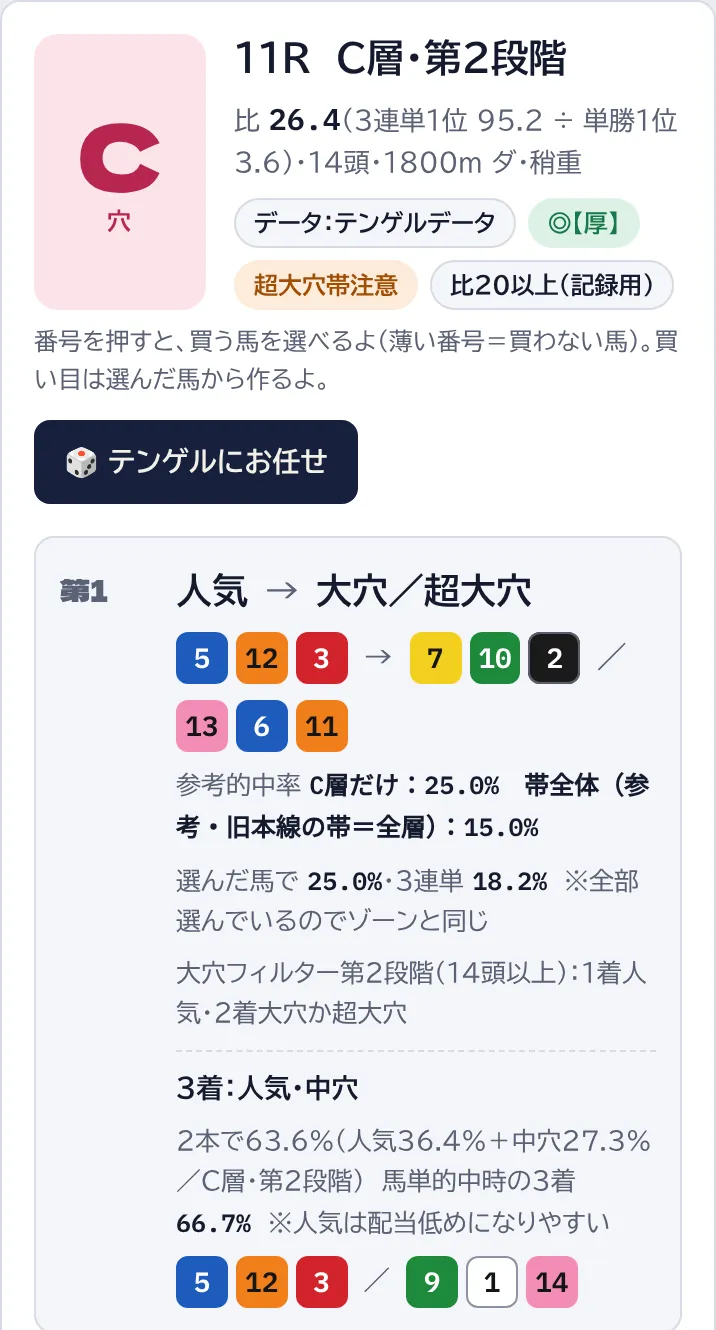 C
穴
11R C層・第2段階
比 26.4(3連単1位 95.2 ÷ 単勝1位
3.6)・14頭・1800m ダ・稍重
データ:テンゲルデータ
◎【厚】
超大穴帯注意
比20以上(記録用)
番号を押すと、買う馬を選べるよ(薄い番号=買わない馬)。買
い目は選んだ馬から作るよ。
🎲 テンゲルにお任せ
第1
人気 → 大穴/超大穴
5 12 3 → 7 10 2 /
13 6 11
参考的中率 C層だけ:25.0% 帯全体(参
考・旧本線の帯=全層):15.0%
選んだ馬で 25.0%・3連単 18.2% ※全部
選んでいるのでゾーンと同じ
大穴フィルター第2段階(14頭以上):1着人
気・2着大穴か超大穴
3着:人気・中穴
2本で63.6%(人気36.4%+中穴27.3%
/C層・第2段階) 馬単的中時の3着
66.7% ※人気は配当低めになりやすい
5 12 3 / 9 1 14